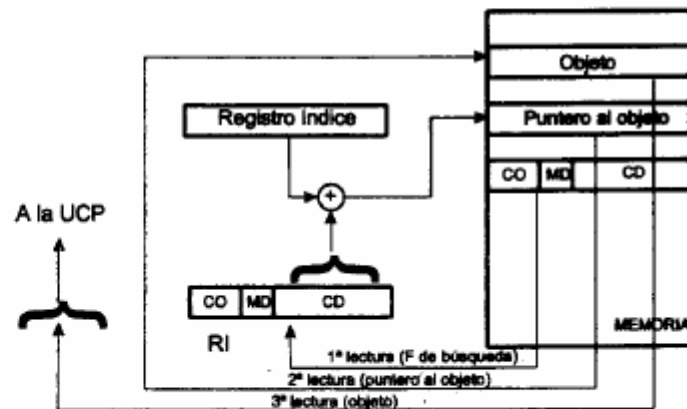 Objeto
Registro índice
Puntero al objeto
CO MD CD
A la UCP
+
CO MD CD
RI
MEMORIA
1ª lectura (F de búsqueda)
2ª lectura (puntero al objeto)
3ª lectura (objeto)